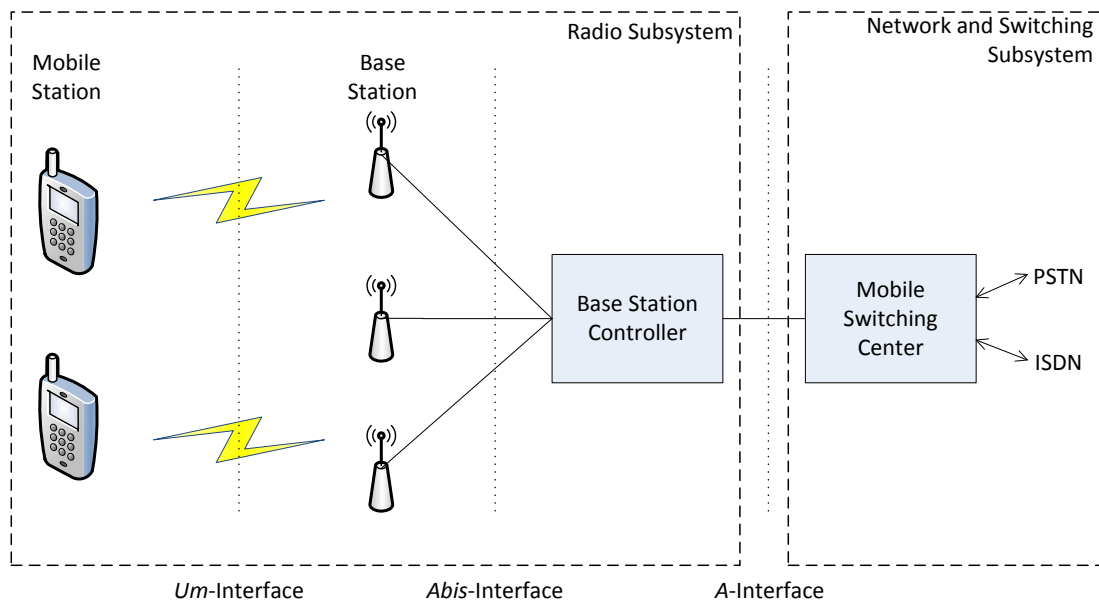 Radio Subsystem
Network and Switching
Subsystem
Mobile
Station
Base
Station
Base Station
Controller
Mobile
Switching
Center
PSTN
ISDN
Um-Interface
Abis-Interface
A-Interface